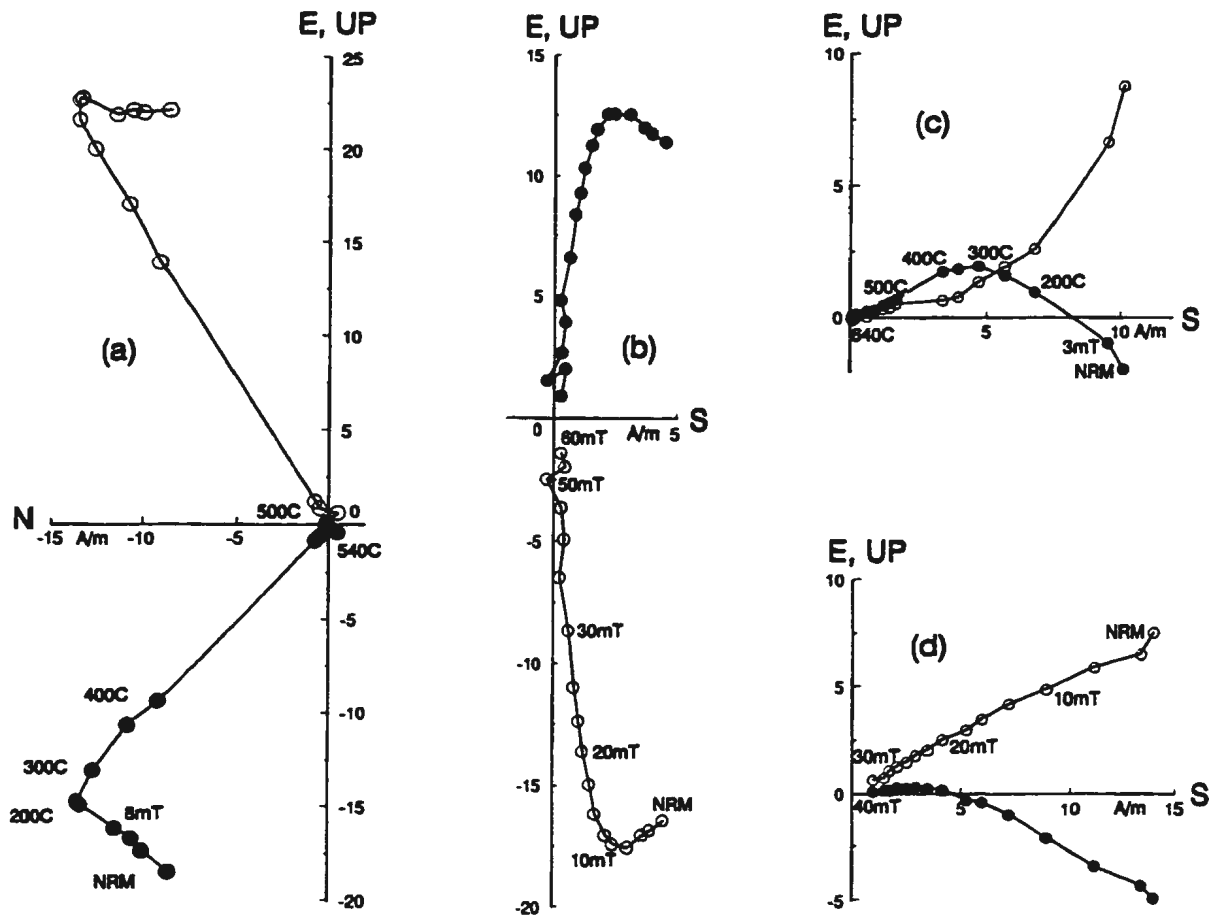 E, UP
25
20
15
10
5
0
(a)
N
-15 A/m -10 -5
500C
540C
-5
-10
-15
-20
400C
300C
200C
8mT
NRM
E, UP
15
10
5
0
(b)
A/m 5 S
60mT
50mT
-5
30mT
-10
20mT
-15
NRM
10mT
-20
E, UP
10
(c)
5
400C 300C
500C 200C
0
640C 5 10 A/m S
3mT
NRM
E, UP
10
(d)
NRM
5
10mT
30mT 20mT
0
40mT 5 10 A/m 15 S
-5